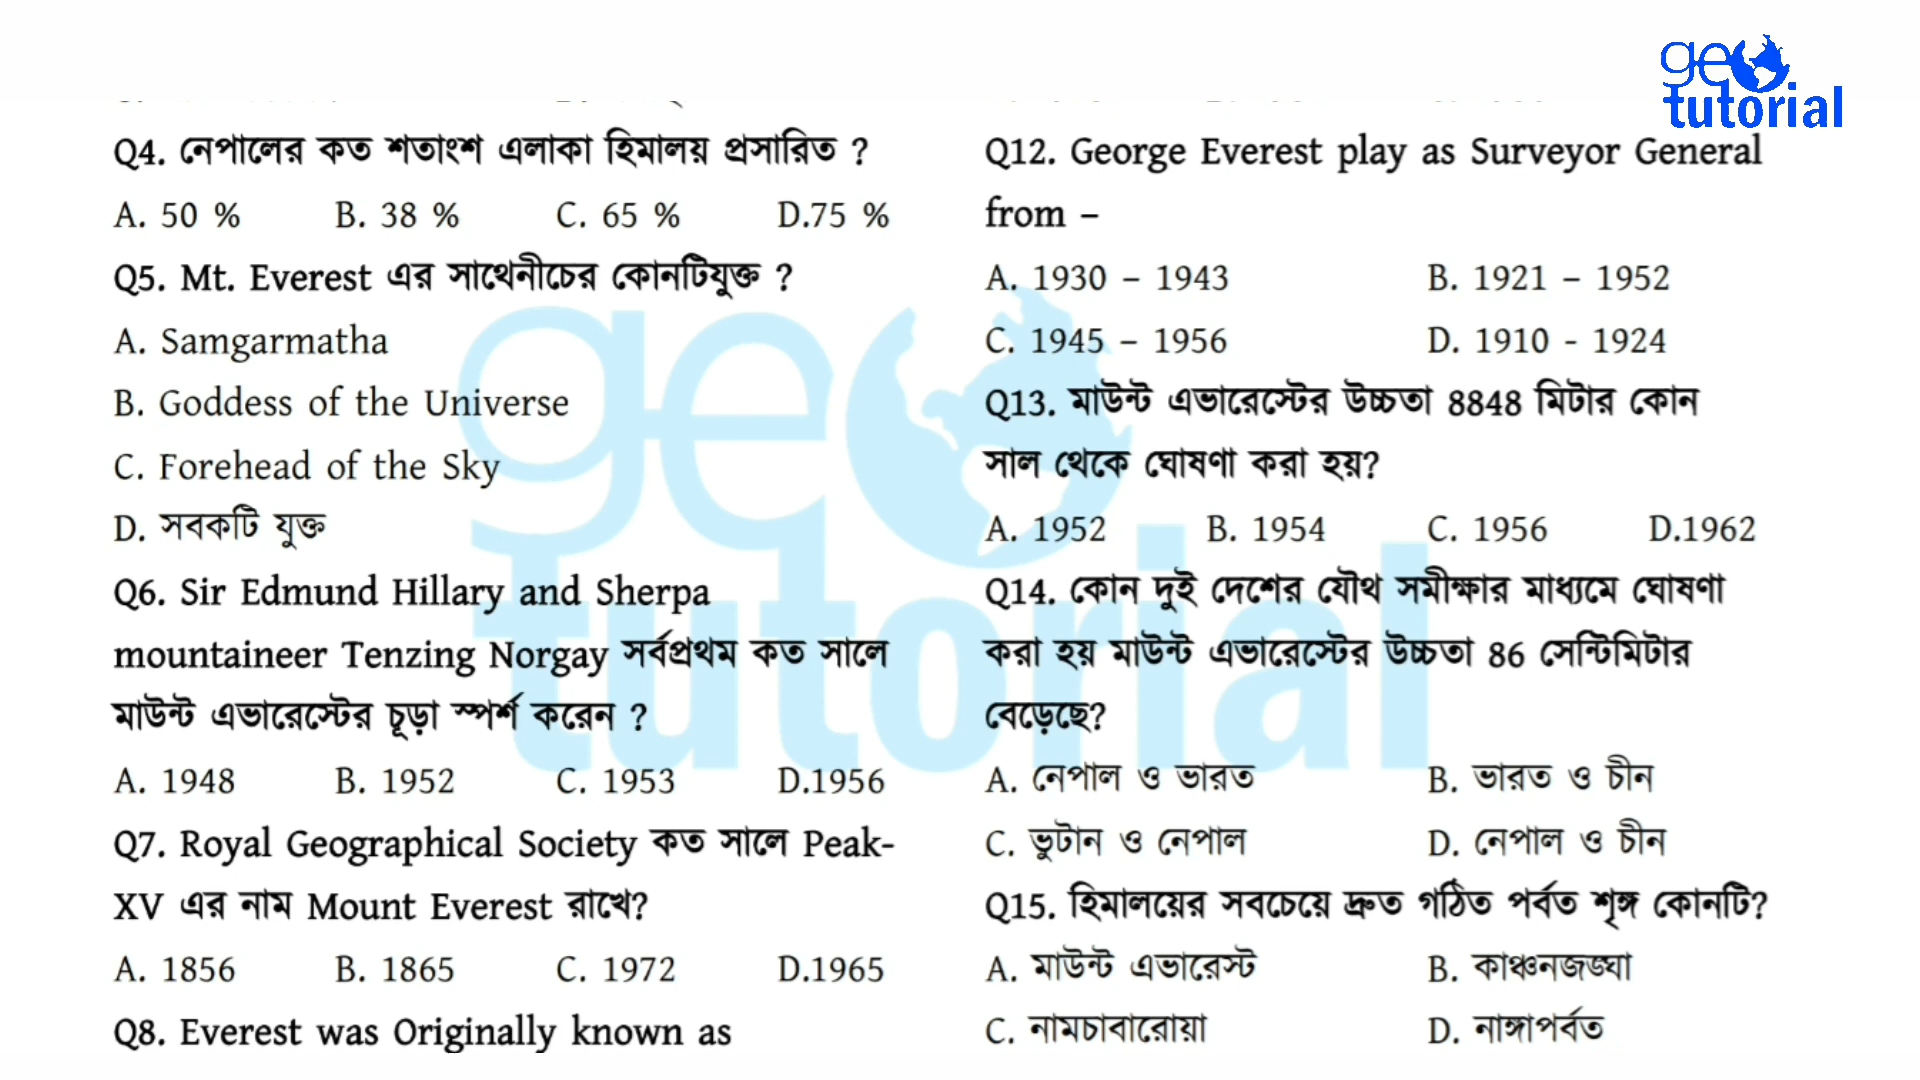 geo
tutorial
Q4. নেপালের কত শতাংশ এলাকা হিমালয় প্রসারিত ?
A. 50 % B. 38 % C. 65 % D.75 %
Q5. Mt. Everest এর সাথেনীচের কোনটিযুক্ত ?
A. Samgarmatha
B. Goddess of the Universe
C. Forehead of the Sky
D. সবকটি যুক্ত
Q6. Sir Edmund Hillary and Sherpa
mountaineer Tenzing Norgay সর্বপ্রথম কত সালে
মাউন্ট এভারেস্টের চূড়া স্পর্শ করেন ?
A. 1948 B. 1952 C. 1953 D.1956
Q7. Royal Geographical Society কত সালে Peak-
XV এর নাম Mount Everest রাখে?
A. 1856 B. 1865 C. 1972 D.1965
Q8. Everest was Originally known as
Q12. George Everest play as Surveyor General
from –
A. 1930 – 1943 B. 1921 – 1952
C. 1945 – 1956 D. 1910 - 1924
Q13. মাউন্ট এভারেস্টের উচ্চতা 8848 মিটার কোন
সাল থেকে ঘোষণা করা হয়?
A. 1952 B. 1954 C. 1956 D.1962
Q14. কোন দুই দেশের যৌথ সমীক্ষার মাধ্যমে ঘোষণা
করা হয় মাউন্ট এভারেস্টের উচ্চতা 86 সেন্টিমিটার
বেড়েছে?
A. নেপাল ও ভারত B. ভারত ও চীন
C. ভুটান ও নেপাল D. নেপাল ও চীন
Q15. হিমালয়ের সবচেয়ে দ্রুত গঠিত পর্বত শৃঙ্গ কোনটি?
A. মাউন্ট এভারেস্ট B. কাঞ্চনজঙ্ঘা
C. নামচাবারোয়া D. নাঙ্গাপর্বত
geo
tutorial